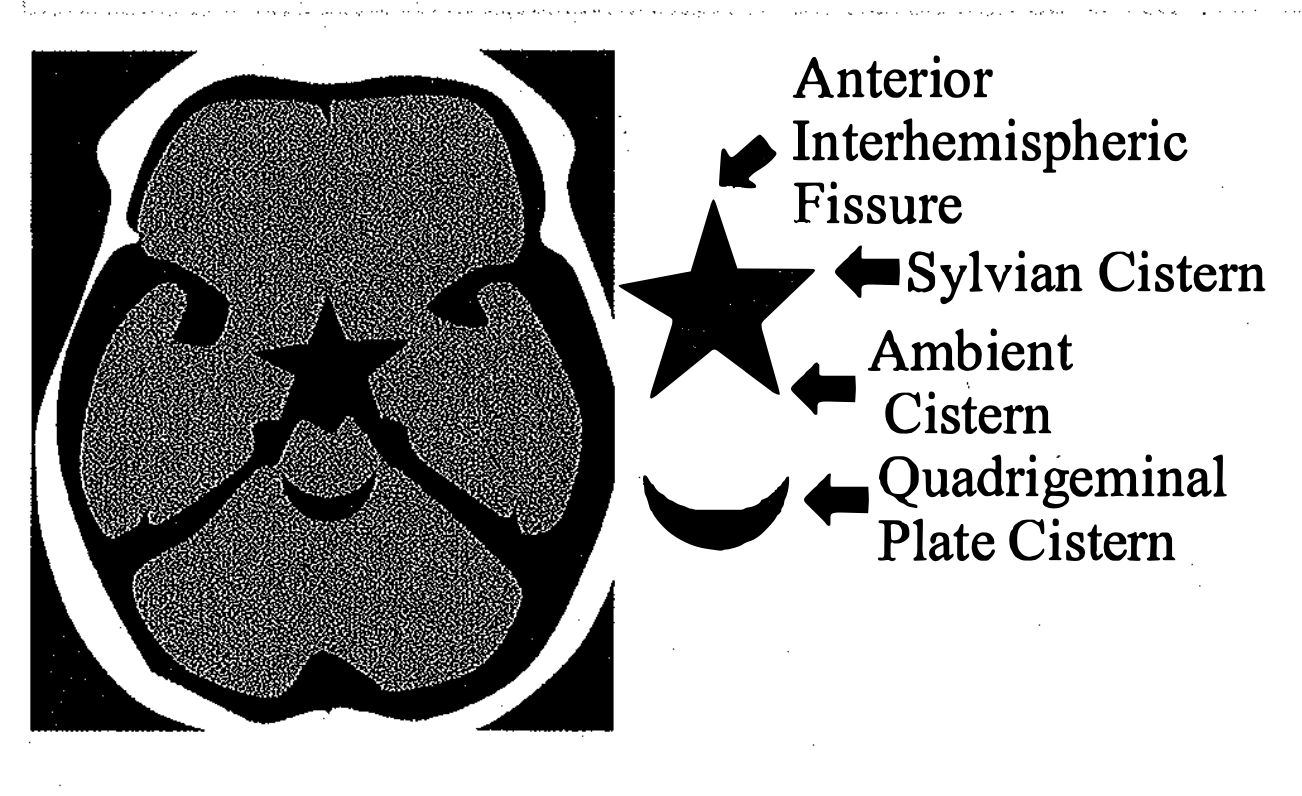 Anterior
Interhemispheric
Fissure
Sylvian Cistern
Ambient
Cistern
Quadrigeminal
Plate Cistern